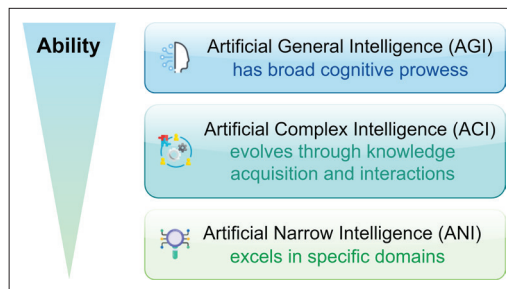 Ability
Artificial General Intelligence (AGI)
has broad cognitive prowess
Artificial Complex Intelligence (ACI)
evolves through knowledge
acquisition and interactions
Artificial Narrow Intelligence (ANI)
excels in specific domains